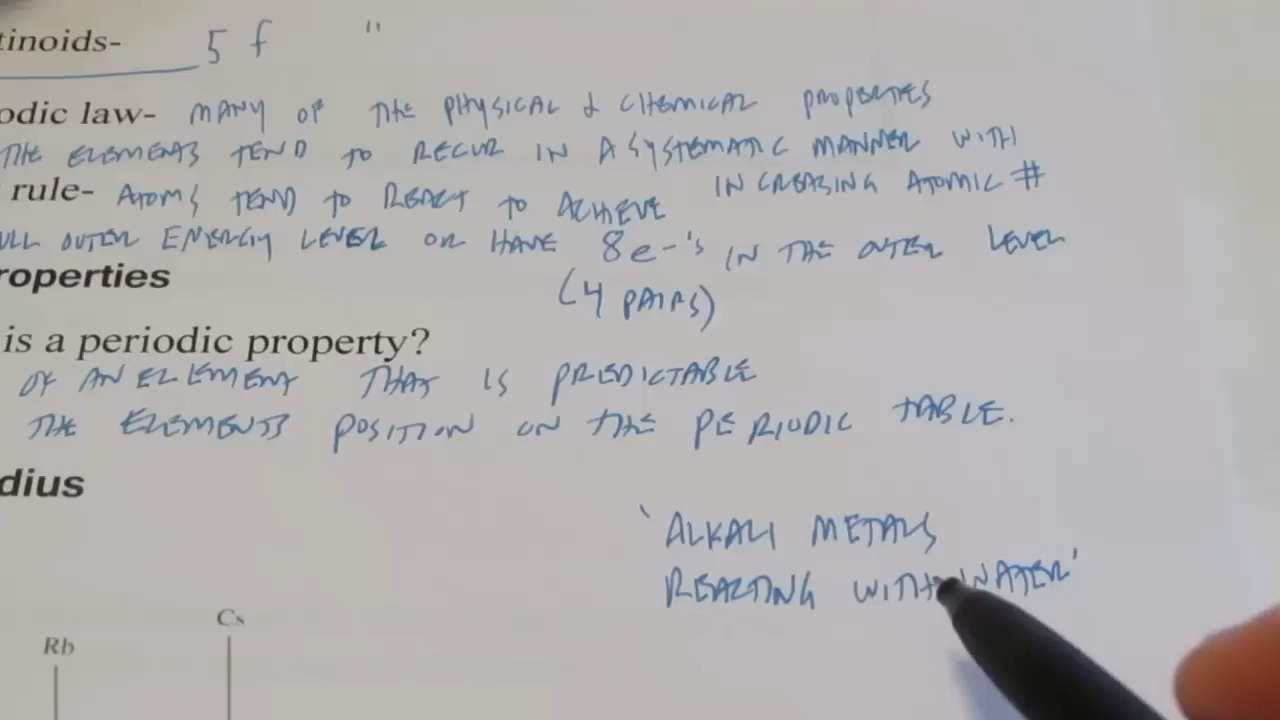 tinoids- 5 f "
odic law- MANY OF THE PHYSICAL & CHEMICAL PROPERTIES
THE ELEMENTS TEND TO RECUR IN A SYSTEMATIC MANNER WITH
INCREASING ATOMIC #
rule- ATOMS TEND TO REACT TO ACHIEVE
ULL OUTER ENERGY LEVEL OR HAVE 8e-'s IN THE OUTER LEVEL
(4 PAIRS)
roperties
is a periodic property?
OF AN ELEMENT THAT IS PREDICTABLE
THE ELEMENTS POSITION ON THE PERIODIC TABLE.
dius
'ALKALI METALS
REACTING WITH WATER'
Cs
Rb